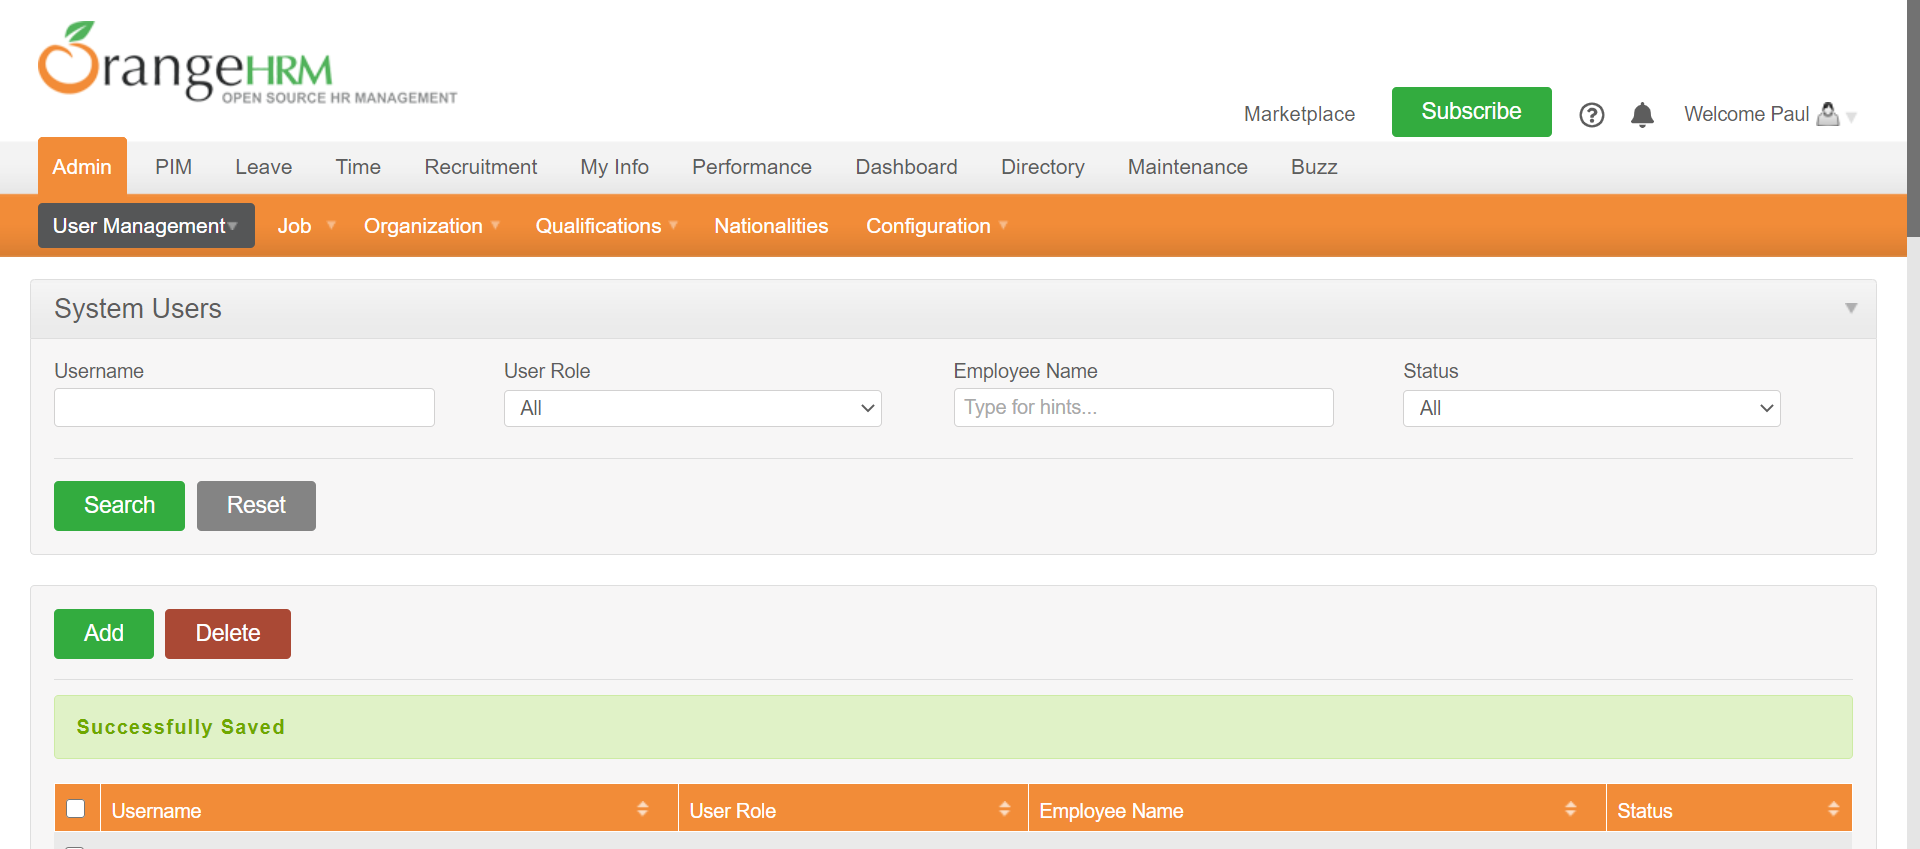 OrangeHRM
OPEN SOURCE HR MANAGEMENT
Marketplace Subscribe Welcome Paul
Admin PIM Leave Time Recruitment My Info Performance Dashboard Directory Maintenance Buzz
User Management Job Organization Qualifications Nationalities Configuration
System Users
Username User Role Employee Name Status
All Type for hints... All
Search Reset
Add Delete
Successfully Saved
Username User Role Employee Name Status